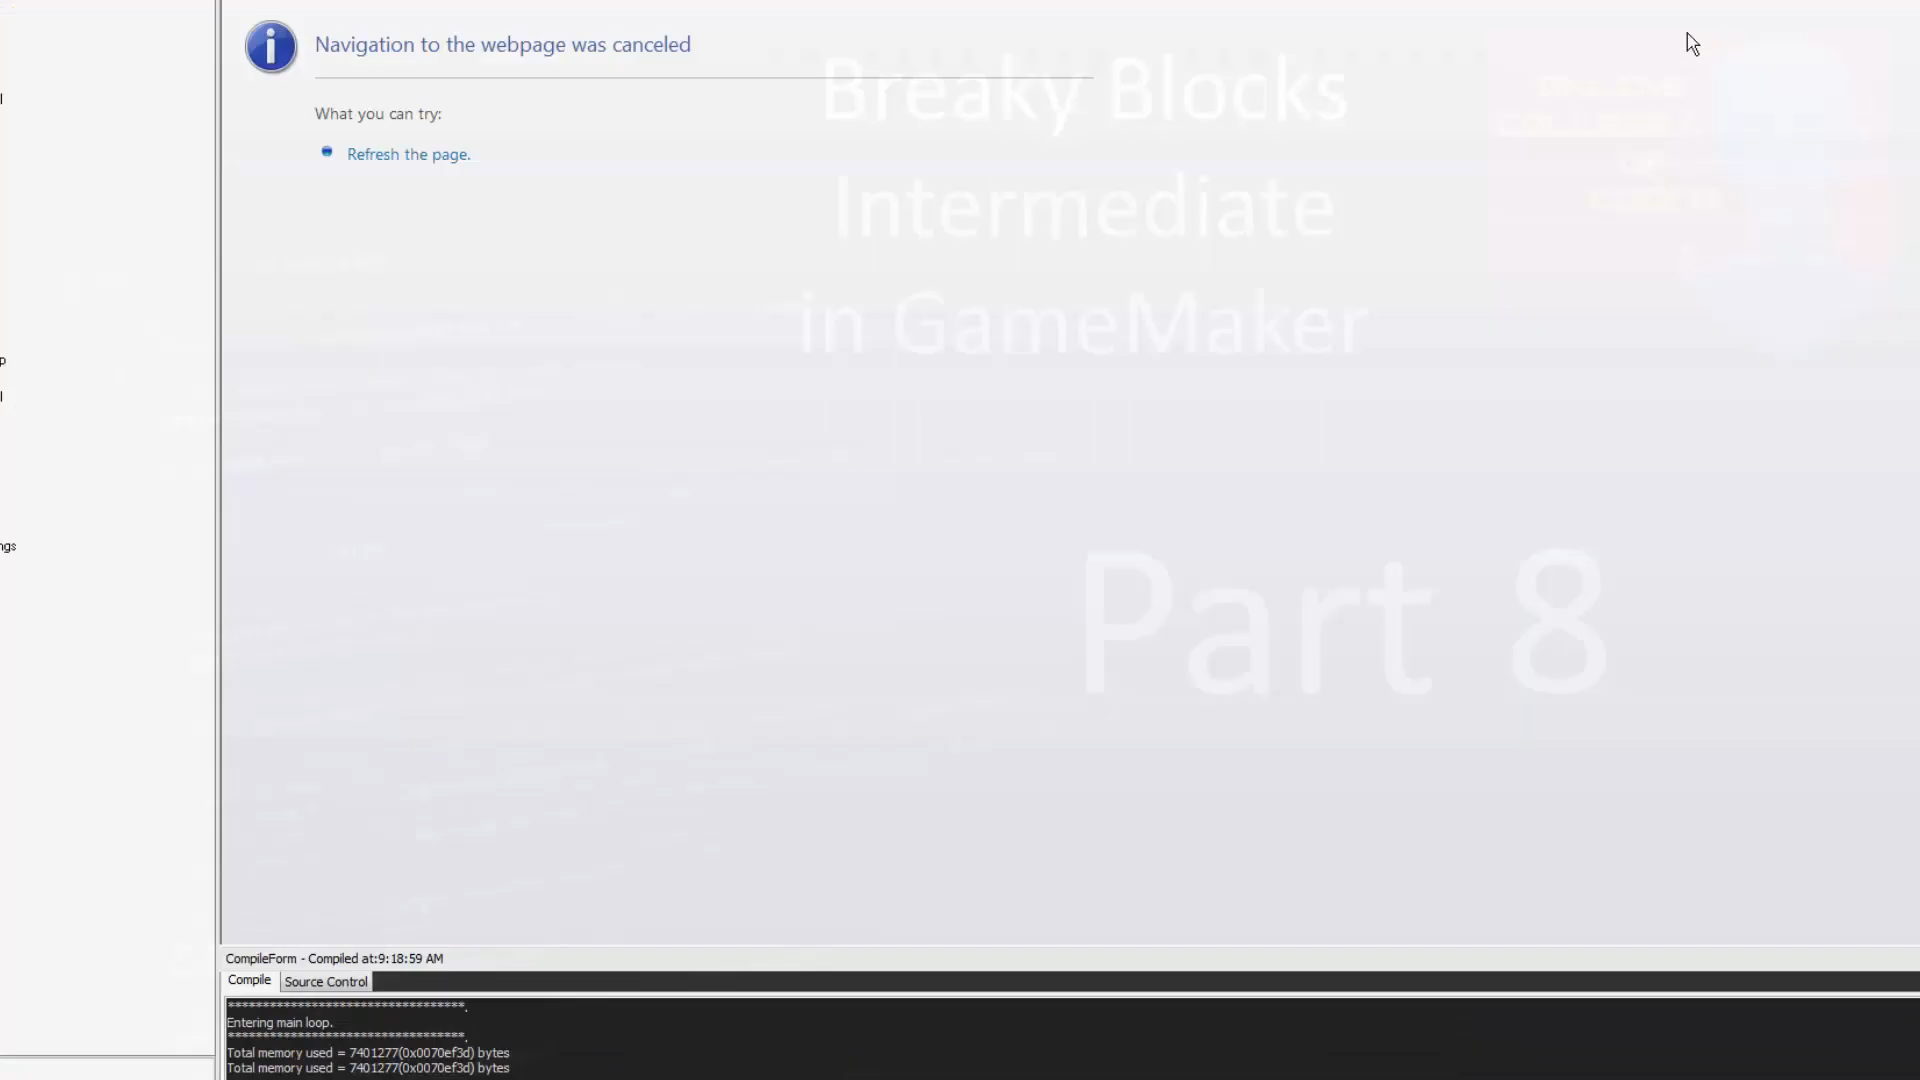 Navigation to the webpage was canceled
What you can try:
Refresh the page.
Breaky Blocks
Intermediate
in GameMaker
Part 8
ngs
CompileForm - Compiled at:9:18:59 AM
Compile
Source Control
**********************************.
Entering main loop.
**********************************.
Total memory used = 7401277(0x0070ef3d) bytes
Total memory used = 7401277(0x0070ef3d) bytes